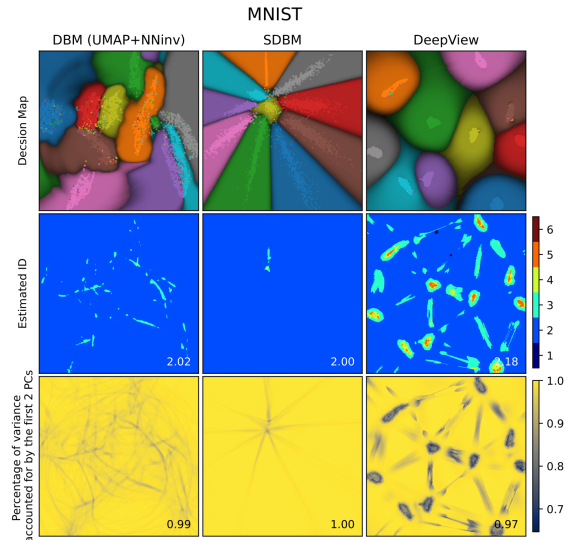 MNIST
DBM (UMAP+NNinv)
SDBM
DeepView
Decsion Map
Estimated ID
2.02
2.00
2.18
6
5
4
3
2
1
Percentage of variance
accounted for by the first 2 PCs
0.99
1.00
0.97
1.0
0.9
0.8
0.7